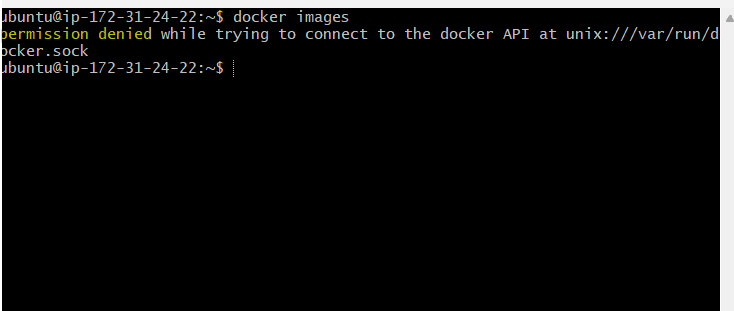 ubuntu@ip-172-31-24-22:~$ docker images
permission denied while trying to connect to the docker API at unix:///var/run/d
ocker.sock
ubuntu@ip-172-31-24-22:~$